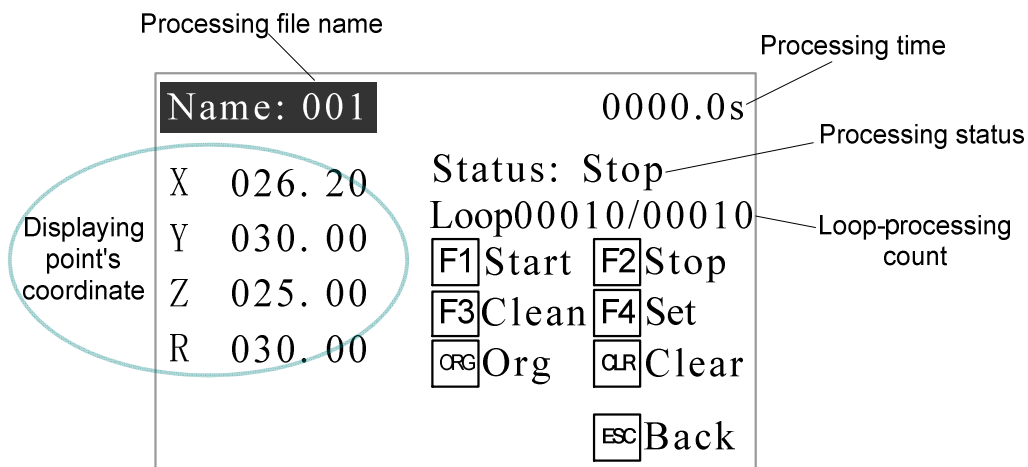 Processing file name
Processing time
Name: 001
0000.0s
Processing status
Status: Stop
X 026. 20
Loop00010/00010
Loop-processing
count
Displaying
point's
coordinate
Y 030. 00
F1 Start F2 Stop
Z 025. 00
F3 Clean F4 Set
R 030. 00
ORG Org CLR Clear
ESC Back